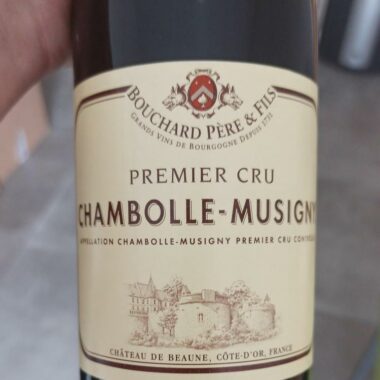 BOUCHARD PÈRE & FILS
GRANDS VINS DE BOURGOGNE DEPUIS 1731
PREMIER CRU
CHAMBOLLE-MUSIGNY
APPELLATION CHAMBOLLE-MUSIGNY PREMIER CRU CONTRÔLÉE
CHÂTEAU DE BEAUNE, CÔTE-D'OR, FRANCE